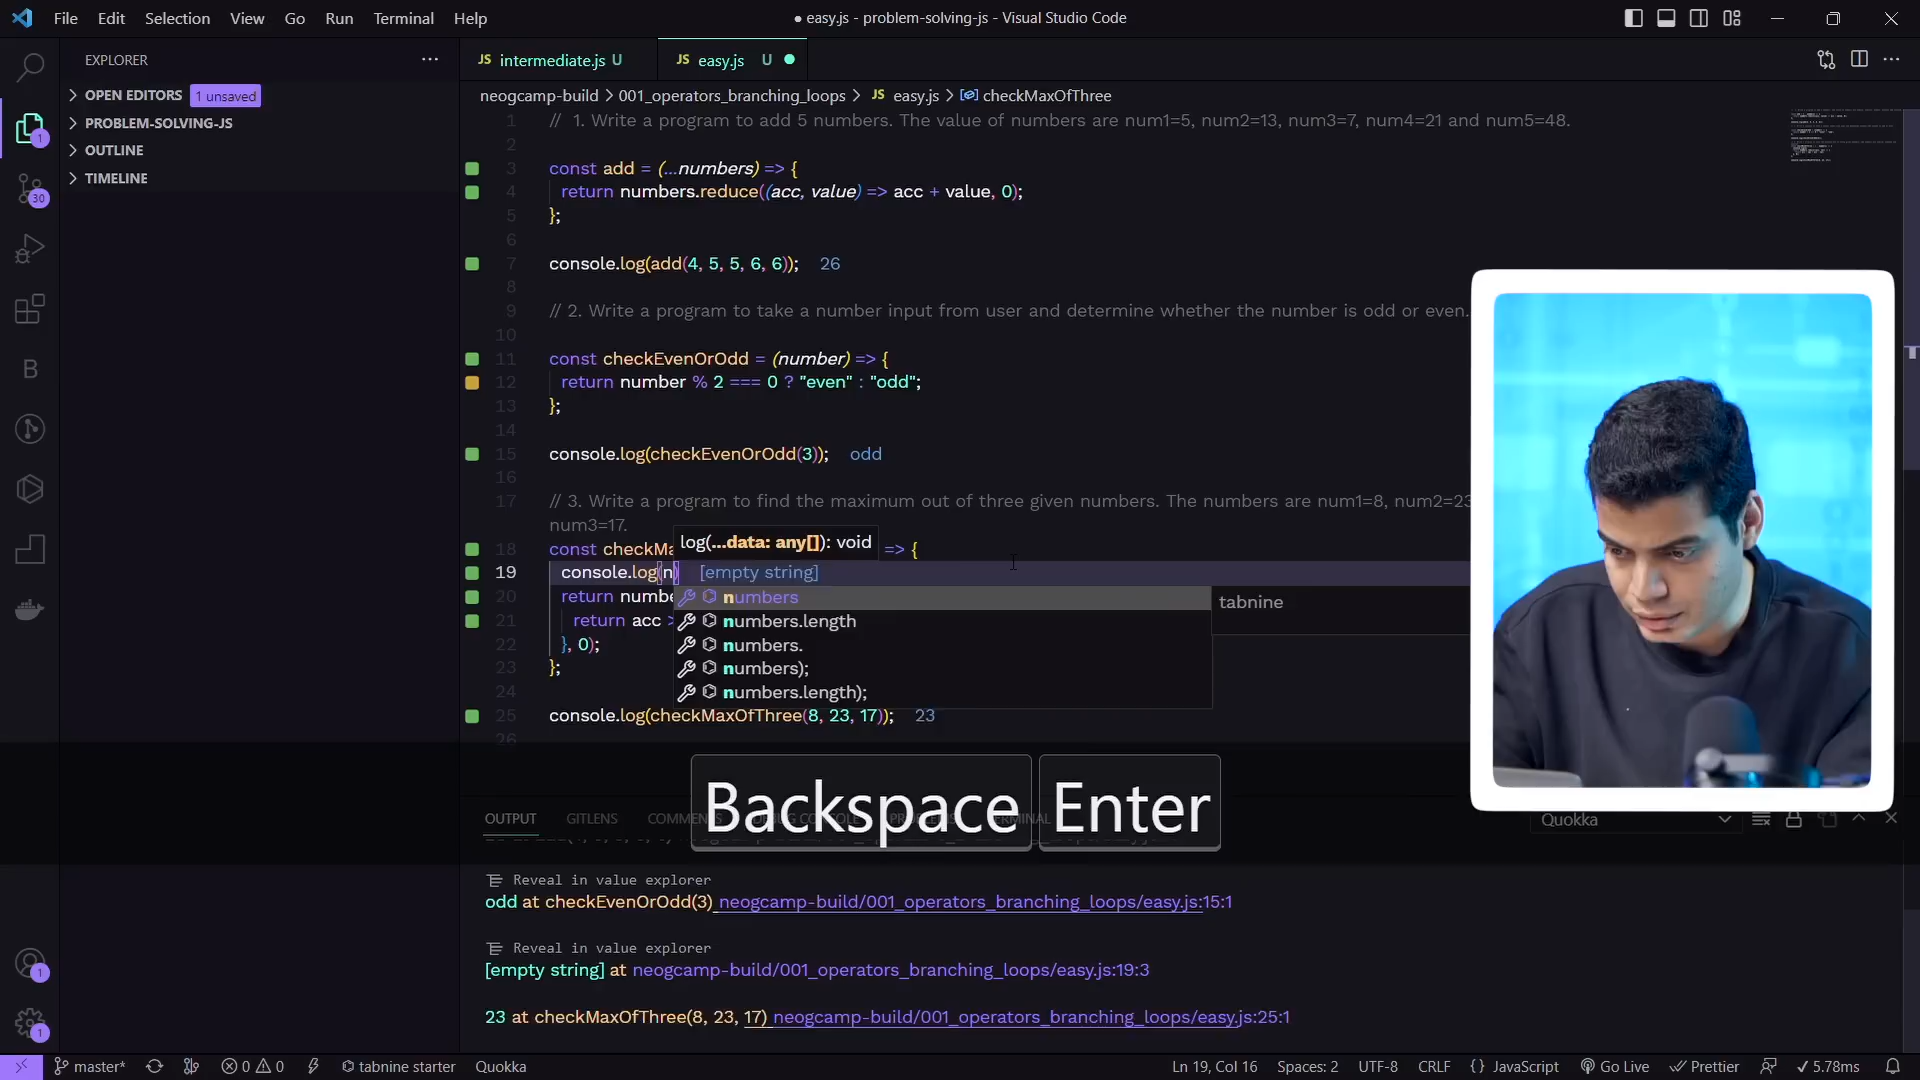 File Edit Selection View Go Run Terminal Help
● easy.js - problem-solving-js - Visual Studio Code
EXPLORER
OPEN EDITORS 1 unsaved
PROBLEM-SOLVING-JS
OUTLINE
TIMELINE
1
30
B
1
1
JS intermediate.js U
JS easy.js U
neogcamp-build > 001_operators_branching_loops > JS easy.js > checkMaxOfThree
1 // 1. Write a program to add 5 numbers. The value of numbers are num1=5, num2=13, num3=7, num4=21 and num5=48.
2
3 const add = (...numbers) => {
4 return numbers.reduce((acc, value) => acc + value, 0);
5 };
6
7 console.log(add(4, 5, 5, 6, 6)); 26
8
9 // 2. Write a program to take a number input from user and determine whether the number is odd or even.
10
11 const checkEvenOrOdd = (number) => {
12 return number % 2 === 0 ? "even" : "odd";
13 };
14
15 console.log(checkEvenOrOdd(3)); odd
16
17 // 3. Write a program to find the maximum out of three given numbers. The numbers are num1=8, num2=23
num3=17.
log(...data: any[]): void
18 const checkMa => {
19 console.log(n) [empty string]
20 return numbe
21 return acc >
22 }, 0);
23 };
24
25 console.log(checkMaxOfThree(8, 23, 17)); 23
26
numbers
tabnine
numbers.length
numbers.
numbers);
numbers.length);
Backspace Enter
OUTPUT GITLENS COMMENTS
Quokka
Reveal in value explorer
odd at checkEvenOrOdd(3) neogcamp-build/001_operators_branching_loops/easy.js:15:1
Reveal in value explorer
[empty string] at neogcamp-build/001_operators_branching_loops/easy.js:19:3
23 at checkMaxOfThree(8, 23, 17) neogcamp-build/001_operators_branching_loops/easy.js:25:1
master* 0 0 tabnine starter Quokka
Ln 19, Col 16 Spaces: 2 UTF-8 CRLF {} JavaScript Go Live Prettier 5.78ms